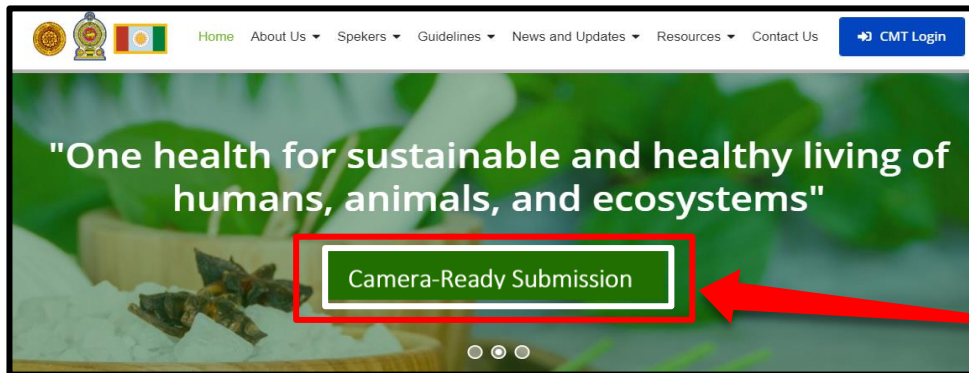 Home About Us Spekers Guidelines News and Updates Resources Contact Us CMT Login
"One health for sustainable and healthy living of
humans, animals, and ecosystems"
Camera-Ready Submission